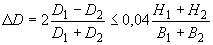 ΔD = 2 (D₁ − D₂)/(D₁ + D₂) ≤ 0,04 (H₁ + H₂)/(B₁ + B₂)